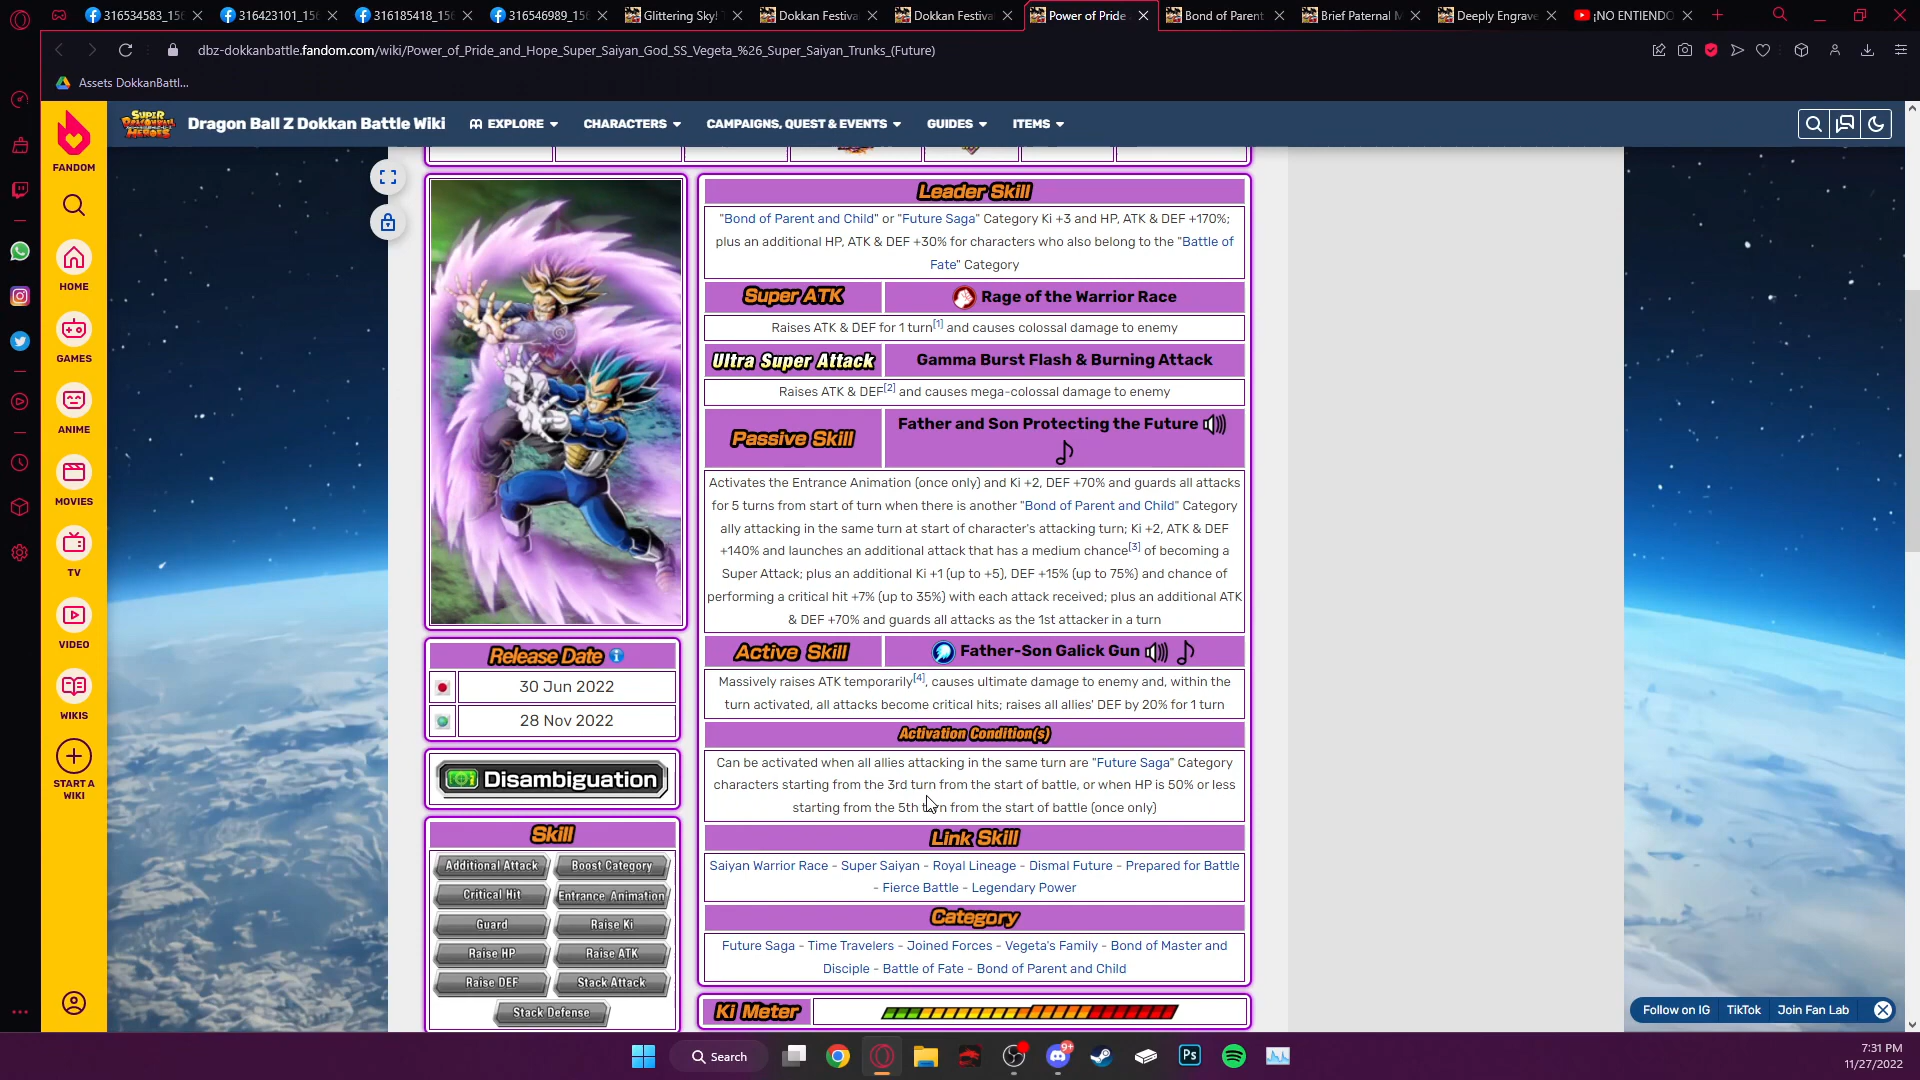 316534583_156
316423101_156
316185418_156
316546989_156
Glittering Sky! T
Dokkan Festiva
Dokkan Festiva
Power of Pride
Bond of Parent
Brief Paternal M
Deeply Engrave
¡NO ENTIENDO
dbz-dokkanbattle.fandom.com/wiki/Power_of_Pride_and_Hope_Super_Saiyan_God_SS_Vegeta_%26_Super_Saiyan_Trunks_(Future)
Assets DokkanBattl...
FANDOM
HOME
GAMES
ANIME
MOVIES
TV
VIDEO
WIKIS
START A
WIKI
Dragon Ball Z Dokkan Battle Wiki
EXPLORE
CHARACTERS
CAMPAIGNS, QUEST & EVENTS
GUIDES
ITEMS
Leader Skill
"Bond of Parent and Child" or "Future Saga" Category Ki +3 and HP, ATK & DEF +170%;
plus an additional HP, ATK & DEF +30% for characters who also belong to the "Battle of
Fate" Category
Super ATK
Rage of the Warrior Race
Raises ATK & DEF for 1 turn[1] and causes colossal damage to enemy
Ultra Super Attack
Gamma Burst Flash & Burning Attack
Raises ATK & DEF[2] and causes mega-colossal damage to enemy
Passive Skill
Father and Son Protecting the Future
Activates the Entrance Animation (once only) and Ki +2, DEF +70% and guards all attacks
for 5 turns from start of turn when there is another "Bond of Parent and Child" Category
ally attacking in the same turn at start of character's attacking turn; Ki +2, ATK & DEF
+140% and launches an additional attack that has a medium chance[3] of becoming a
Super Attack; plus an additional Ki +1 (up to +5), DEF +15% (up to 75%) and chance of
performing a critical hit +7% (up to 35%) with each attack received; plus an additional ATK
& DEF +70% and guards all attacks as the 1st attacker in a turn
Active Skill
Father-Son Galick Gun
Massively raises ATK temporarily[4], causes ultimate damage to enemy and, within the
turn activated, all attacks become critical hits; raises all allies' DEF by 20% for 1 turn
Activation Condition(s)
Can be activated when all allies attacking in the same turn are "Future Saga" Category
characters starting from the 3rd turn from the start of battle, or when HP is 50% or less
starting from the 5th turn from the start of battle (once only)
Link Skill
Saiyan Warrior Race - Super Saiyan - Royal Lineage - Dismal Future - Prepared for Battle
- Fierce Battle - Legendary Power
Category
Future Saga - Time Travelers - Joined Forces - Vegeta's Family - Bond of Master and
Disciple - Battle of Fate - Bond of Parent and Child
Ki Meter
Release Date
30 Jun 2022
28 Nov 2022
Disambiguation
Skill
Additional Attack
Boost Category
Critical Hit
Entrance Animation
Guard
Raise Ki
Raise HP
Raise ATK
Raise DEF
Stack Attack
Stack Defense
Follow on IG
TikTok
Join Fan Lab
Search
9+
Ps
7:31 PM
11/27/2022